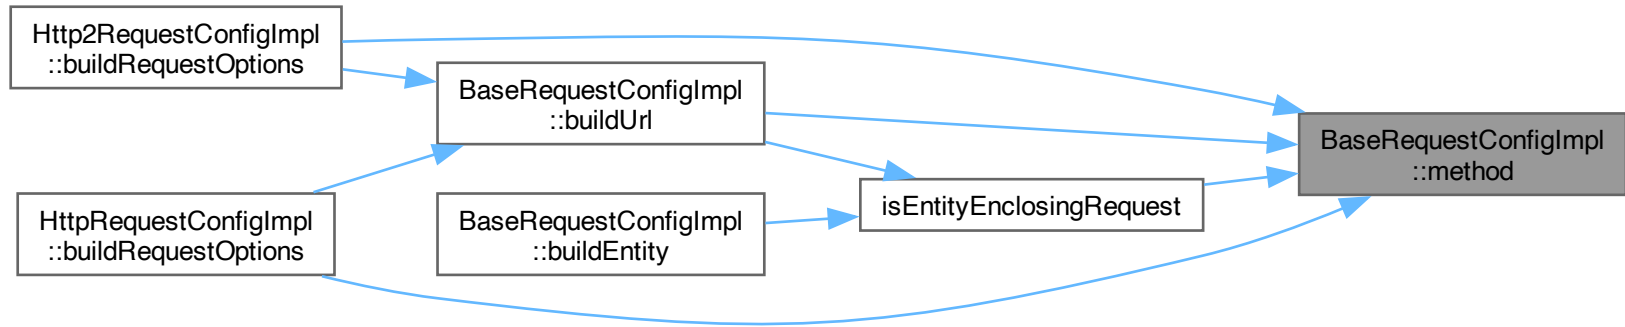 Http2RequestConfigImpl
::buildRequestOptions
BaseRequestConfigImpl
::buildUrl
BaseRequestConfigImpl
::method
HttpRequestConfigImpl
::buildRequestOptions
BaseRequestConfigImpl
::buildEntity
isEntityEnclosingRequest